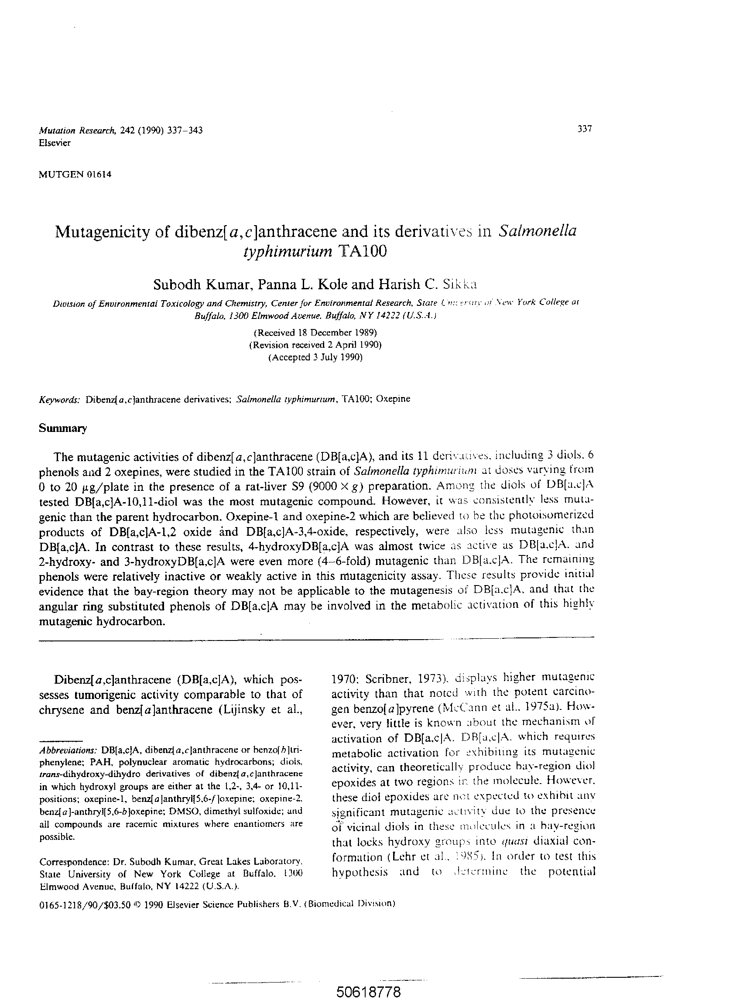 Mutation Research, 242 (1990) 337–343
Elsevier
337
MUTGEN 01614
Mutagenicity of dibenz[a,c]anthracene and its derivatives in Salmonella
typhimurium TA100
Subodh Kumar, Panna L. Kole and Harish C. Sikka
Division of Environmental Toxicology and Chemistry, Center for Environmental Research, State University of New York College at
Buffalo, 1300 Elmwood Avenue, Buffalo, NY 14222 (U.S.A.)
(Received 18 December 1989)
(Revision received 2 April 1990)
(Accepted 3 July 1990)
Keywords: Dibenz[a,c]anthracene derivatives; Salmonella typhimurium, TA100; Oxepine
Summary
The mutagenic activities of dibenz[a,c]anthracene (DB[a,c]A), and its 11 derivatives, including 3 diols, 6
phenols and 2 oxepines, were studied in the TA100 strain of Salmonella typhimurium at doses varying from
0 to 20 μg/plate in the presence of a rat-liver S9 (9000 × g) preparation. Among the diols of DB[a,c]A
tested DB[a,c]A-10,11-diol was the most mutagenic compound. However, it was consistently less muta-
genic than the parent hydrocarbon. Oxepine-1 and oxepine-2 which are believed to be the photoisomerized
products of DB[a,c]A-1,2 oxide and DB[a,c]A-3,4-oxide, respectively, were also less mutagenic than
DB[a,c]A. In contrast to these results, 4-hydroxyDB[a,c]A was almost twice as active as DB[a,c]A, and
2-hydroxy- and 3-hydroxyDB[a,c]A were even more (4–6-fold) mutagenic than DB[a,c]A. The remaining
phenols were relatively inactive or weakly active in this mutagenicity assay. These results provide initial
evidence that the bay-region theory may not be applicable to the mutagenesis of DB[a,c]A, and that the
angular ring substituted phenols of DB[a,c]A may be involved in the metabolic activation of this highly
mutagenic hydrocarbon.
Dibenz[a,c]anthracene (DB[a,c]A), which pos-
sesses tumorigenic activity comparable to that of
chrysene and benz[a]anthracene (Lijinsky et al.,
Abbreviations: DB[a,c]A, dibenz[a,c]anthracene or benzo[b]tri-
phenylene; PAH, polynuclear aromatic hydrocarbons; diols,
trans-dihydroxy-dihydro derivatives of dibenz[a,c]anthracene
in which hydroxyl groups are either at the 1,2-, 3,4- or 10,11-
positions; oxepine-1, benz[a]anthryl[5,6-f]oxepine; oxepine-2,
benz[a]-anthryl[5,6-b]oxepine; DMSO, dimethyl sulfoxide; and
all compounds are racemic mixtures where enantiomers are
possible.
Correspondence: Dr. Subodh Kumar, Great Lakes Laboratory,
State University of New York College at Buffalo, 1300
Elmwood Avenue, Buffalo, NY 14222 (U.S.A.).
1970; Scribner, 1973), displays higher mutagenic
activity than that noted with the potent carcino-
gen benzo[a]pyrene (McCann et al., 1975a). How-
ever, very little is known about the mechanism of
activation of DB[a,c]A. DB[a,c]A, which requires
metabolic activation for exhibiting its mutagenic
activity, can theoretically produce bay-region diol
epoxides at two regions in the molecule. However,
these diol epoxides are not expected to exhibit any
significant mutagenic activity due to the presence
of vicinal diols in these molecules in a bay-region
that locks hydroxy groups into quasi diaxial con-
formation (Lehr et al., 1985). In order to test this
hypothesis and to determine the potential
0165-1218/90/$03.50 © 1990 Elsevier Science Publishers B.V. (Biomedical Division)
50618778